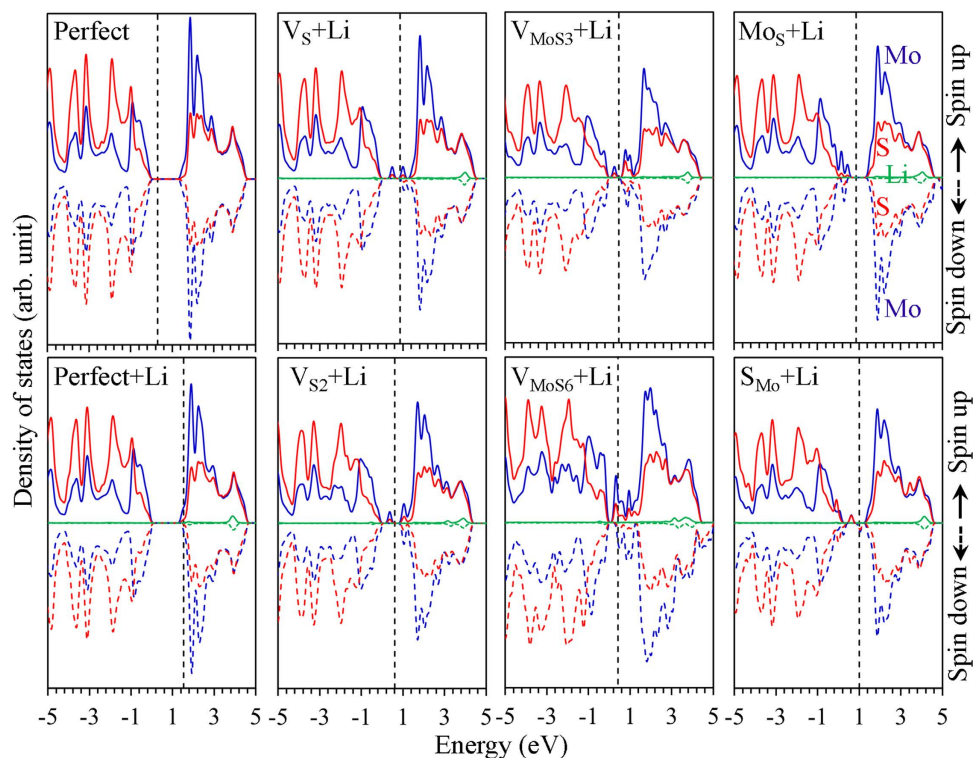 Perfect
V_S+Li
V_MoS3+Li
Mo_S+Li
Mo
S
Li
S
Mo
Spin down Spin up
Perfect+Li
V_S2+Li
V_MoS6+Li
S_Mo+Li
Spin down Spin up
Density of states (arb. unit)
-5 -3 -1 1 3 5 -5 -3 -1 1 3 5 -5 -3 -1 1 3 5 -5 -3 -1 1 3 5
Energy (eV)